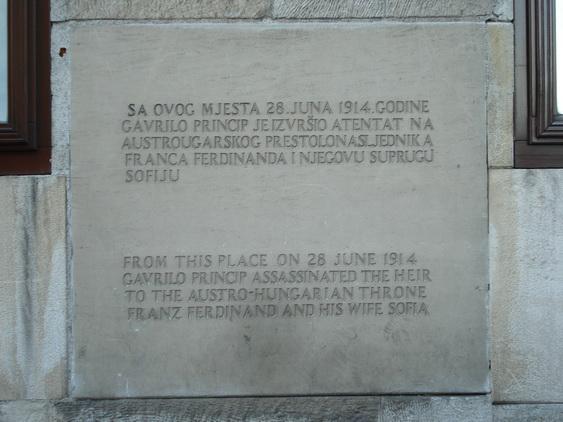 SA OVOG MJESTA 28.JUNA 1914.GODINE
GAVRILO PRINCIP JE IZVRŠIO ATENTAT NA
AUSTROUGARSKOG PRESTOLONASLJEDNIKA
FRANCA FERDINANDA I NJEGOVU SUPRUGU
SOFIJU
FROM THIS PLACE ON 28 JUNE 1914
GAVRILO PRINCIP ASSASSINATED THE HEIR
TO THE AUSTRO-HUNGARIAN THRONE
FRANZ FERDINAND AND HIS WIFE SOFIA